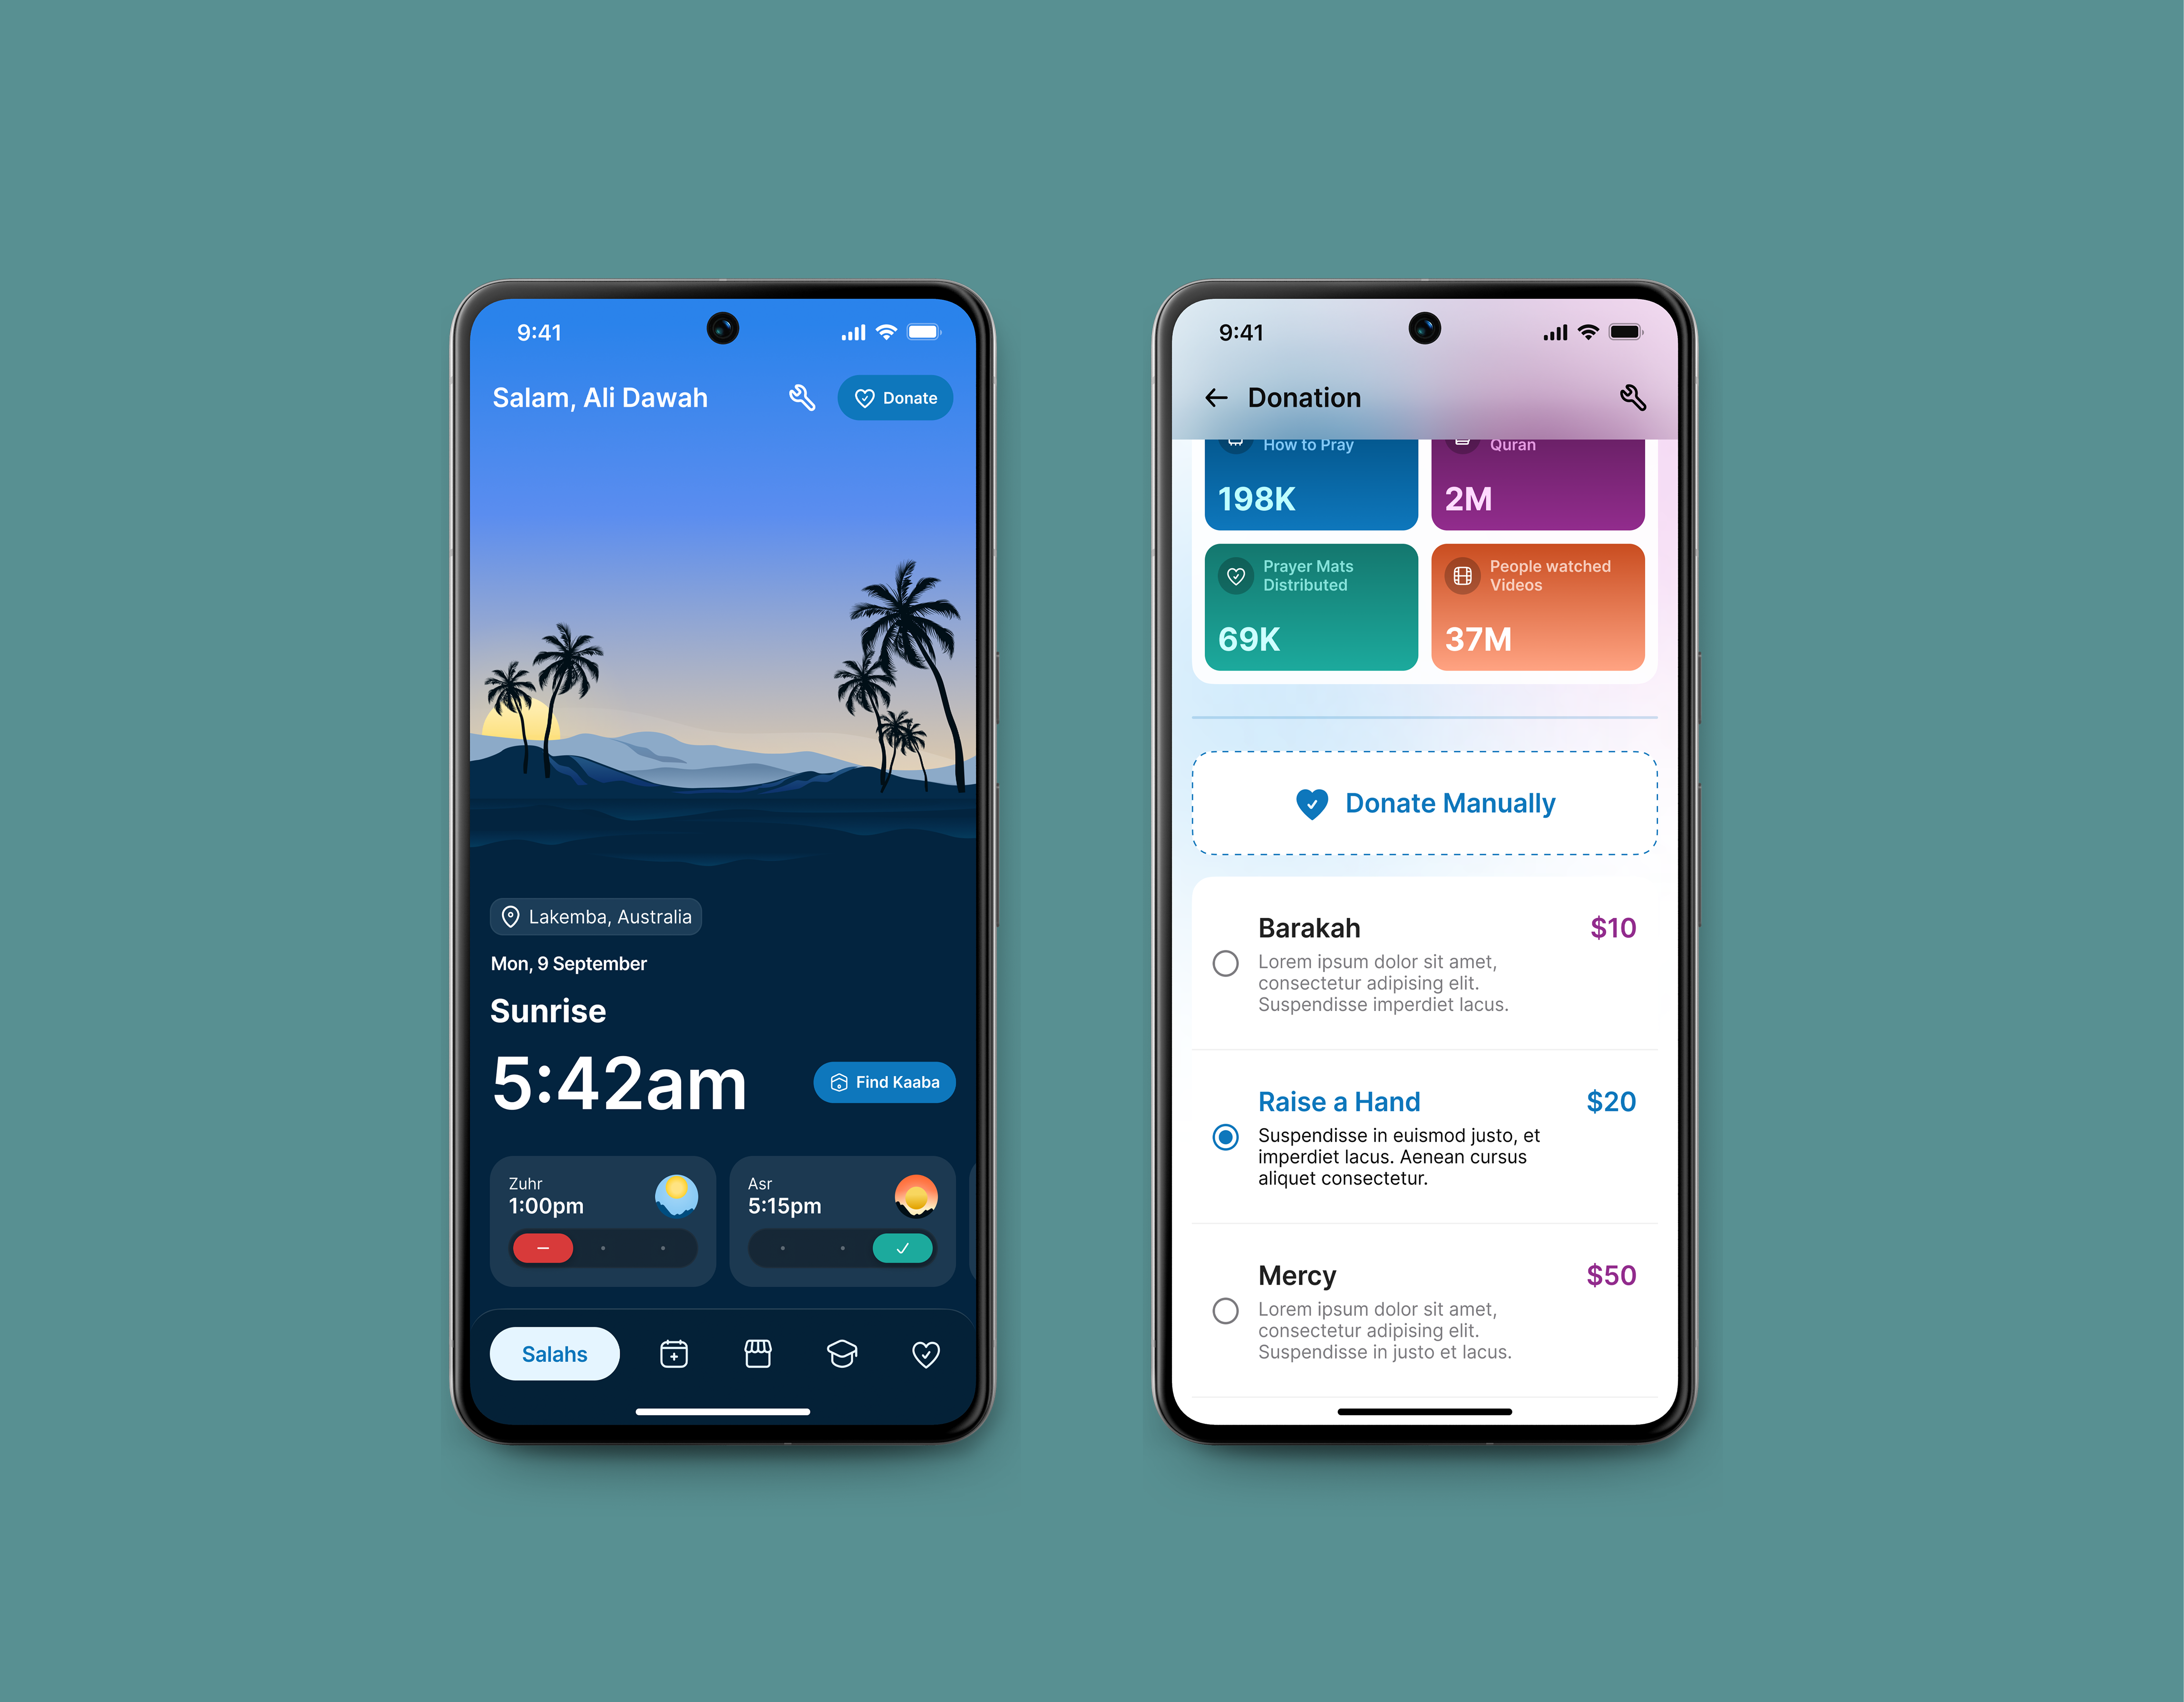 9:41
Salam, Ali Dawah
Donate
Lakemba, Australia
Mon, 9 September
Sunrise
5:42am
Find Kaaba
Zuhr
1:00pm
Asr
5:15pm
Salahs
9:41
Donation
How to Pray
198K
Quran
2M
Prayer Mats
Distributed
69K
People watched
Videos
37M
Donate Manually
Barakah
$10
Lorem ipsum dolor sit amet,
consectetur adipising elit.
Suspendisse imperdiet lacus.
Raise a Hand
$20
Suspendisse in euismod justo, et
imperdiet lacus. Aenean cursus
aliquet consectetur.
Mercy
$50
Lorem ipsum dolor sit amet,
consectetur adipising elit.
Suspendisse in justo et lacus.